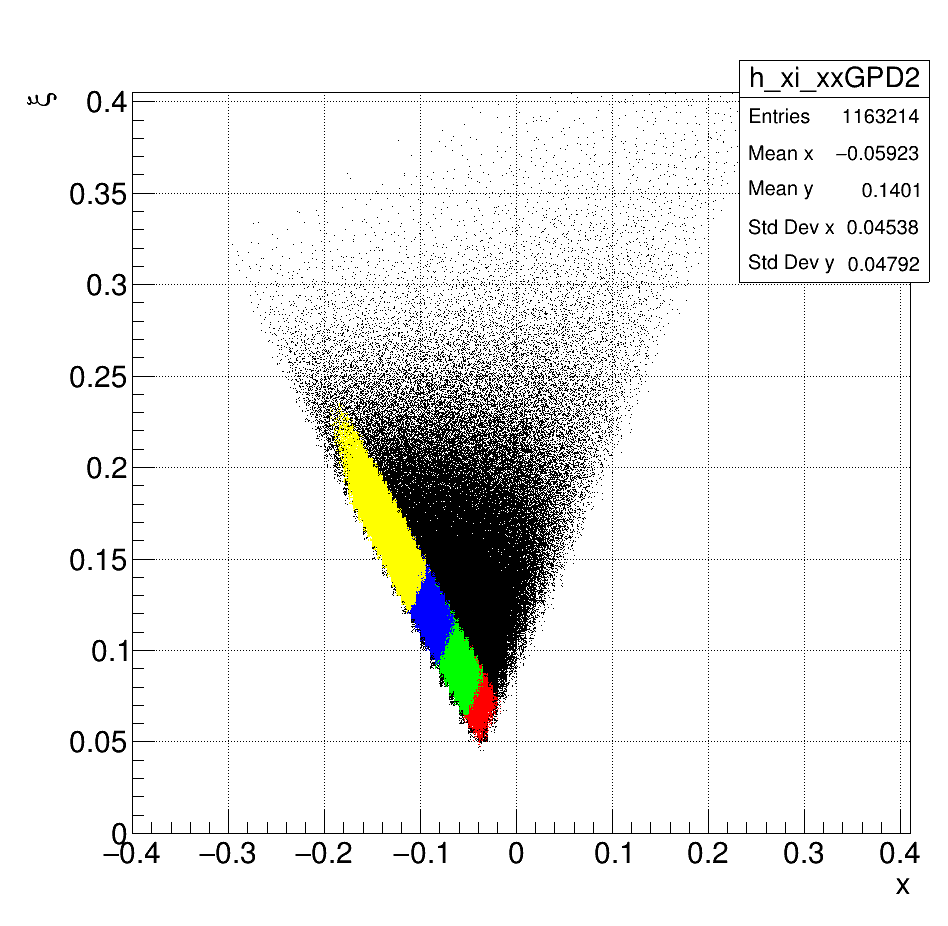 h_xi_xxGPD2
Entries 1163214
Mean x −0.05923
Mean y 0.1401
Std Dev x 0.04538
Std Dev y 0.04792
ξ
0.4
0.35
0.3
0.25
0.2
0.15
0.1
0.05
0
−0.4 −0.3 −0.2 −0.1 0 0.1 0.2 0.3 0.4
x